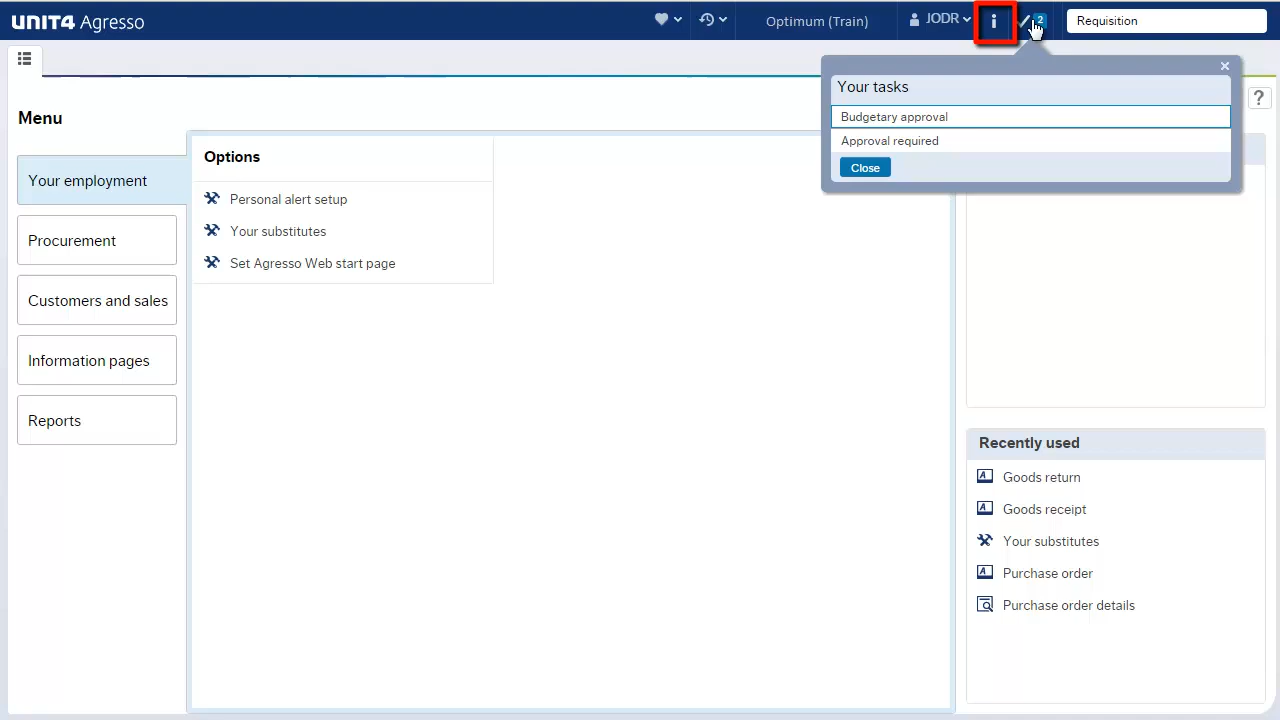 UNIT4 Agresso
Optimum (Train)
JODR
i
2
Requisition
Your tasks
Budgetary approval
Approval required
Close
?
Menu
Your employment
Procurement
Customers and sales
Information pages
Reports
Options
Personal alert setup
Your substitutes
Set Agresso Web start page
Recently used
Goods return
Goods receipt
Your substitutes
Purchase order
Purchase order details